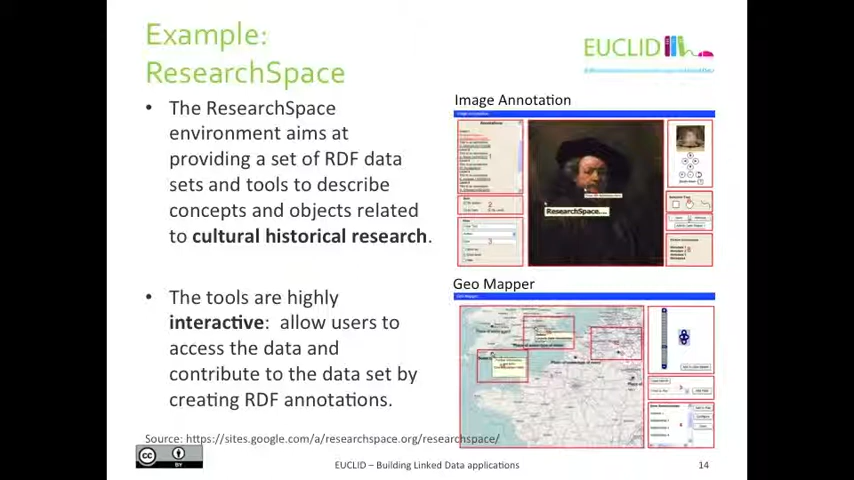 Example:
ResearchSpace
EUCLID
• The ResearchSpace
environment aims at
providing a set of RDF data
sets and tools to describe
concepts and objects related
to cultural historical research.
• The tools are highly
interactive: allow users to
access the data and
contribute to the data set by
creating RDF annotations.
Image Annotation
ResearchSpace...
Geo Mapper
Source: https://sites.google.com/a/researchspace.org/researchspace/
CC BY
EUCLID – Building Linked Data applications
14